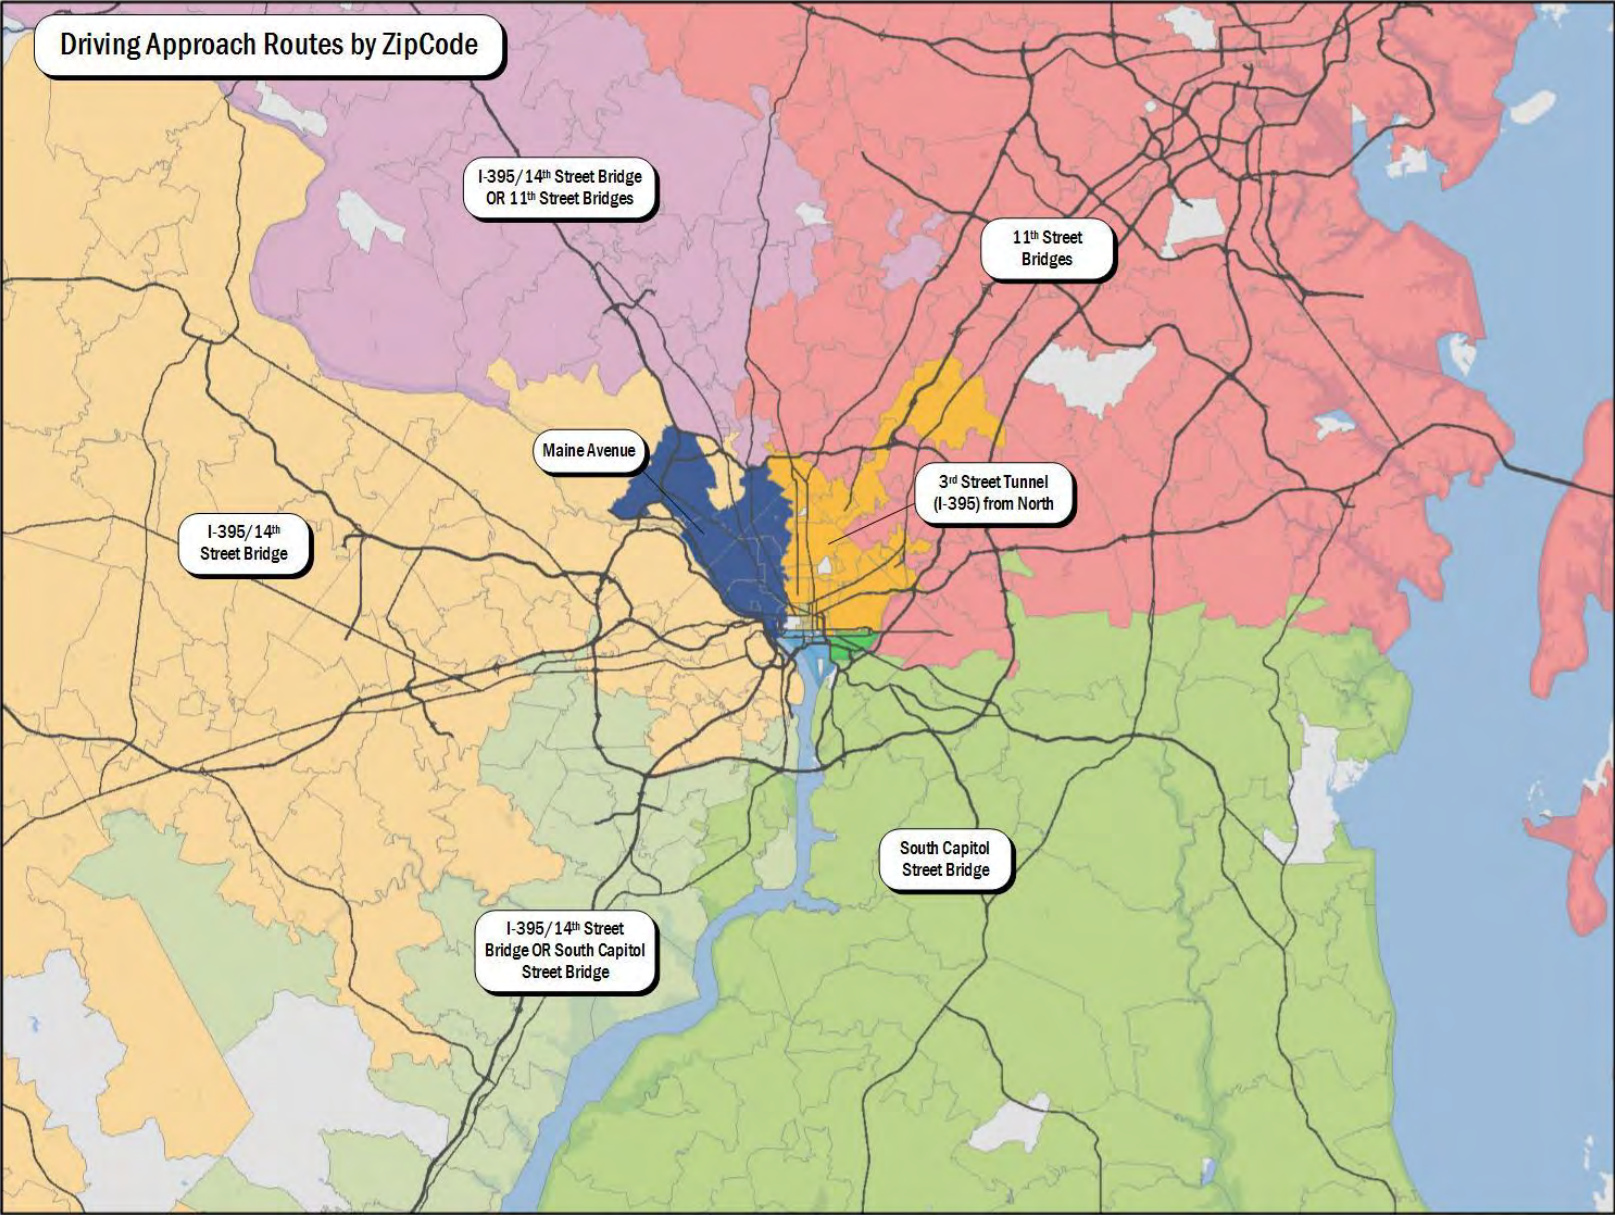 Driving Approach Routes by ZipCode
I-395/14th Street Bridge
OR 11th Street Bridges
11th Street
Bridges
Maine Avenue
3rd Street Tunnel
(I-395) from North
I-395/14th
Street Bridge
South Capitol
Street Bridge
I-395/14th Street
Bridge OR South Capitol
Street Bridge